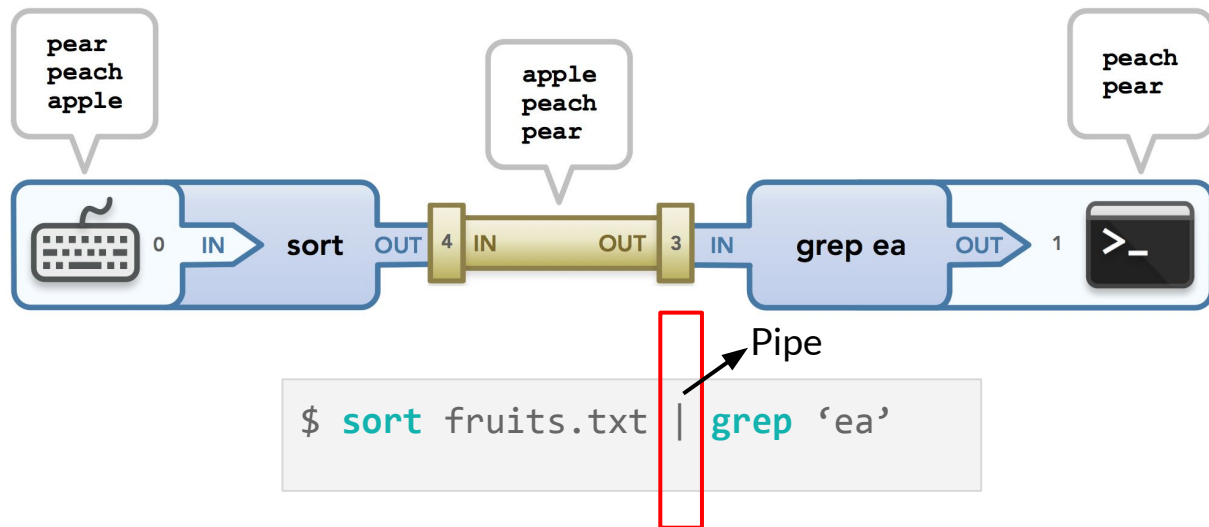 pear
peach
apple
apple
peach
pear
peach
pear
0 IN sort OUT 4 IN OUT 3 IN grep ea OUT 1 >_
Pipe
$ sort fruits.txt | grep ‘ea’